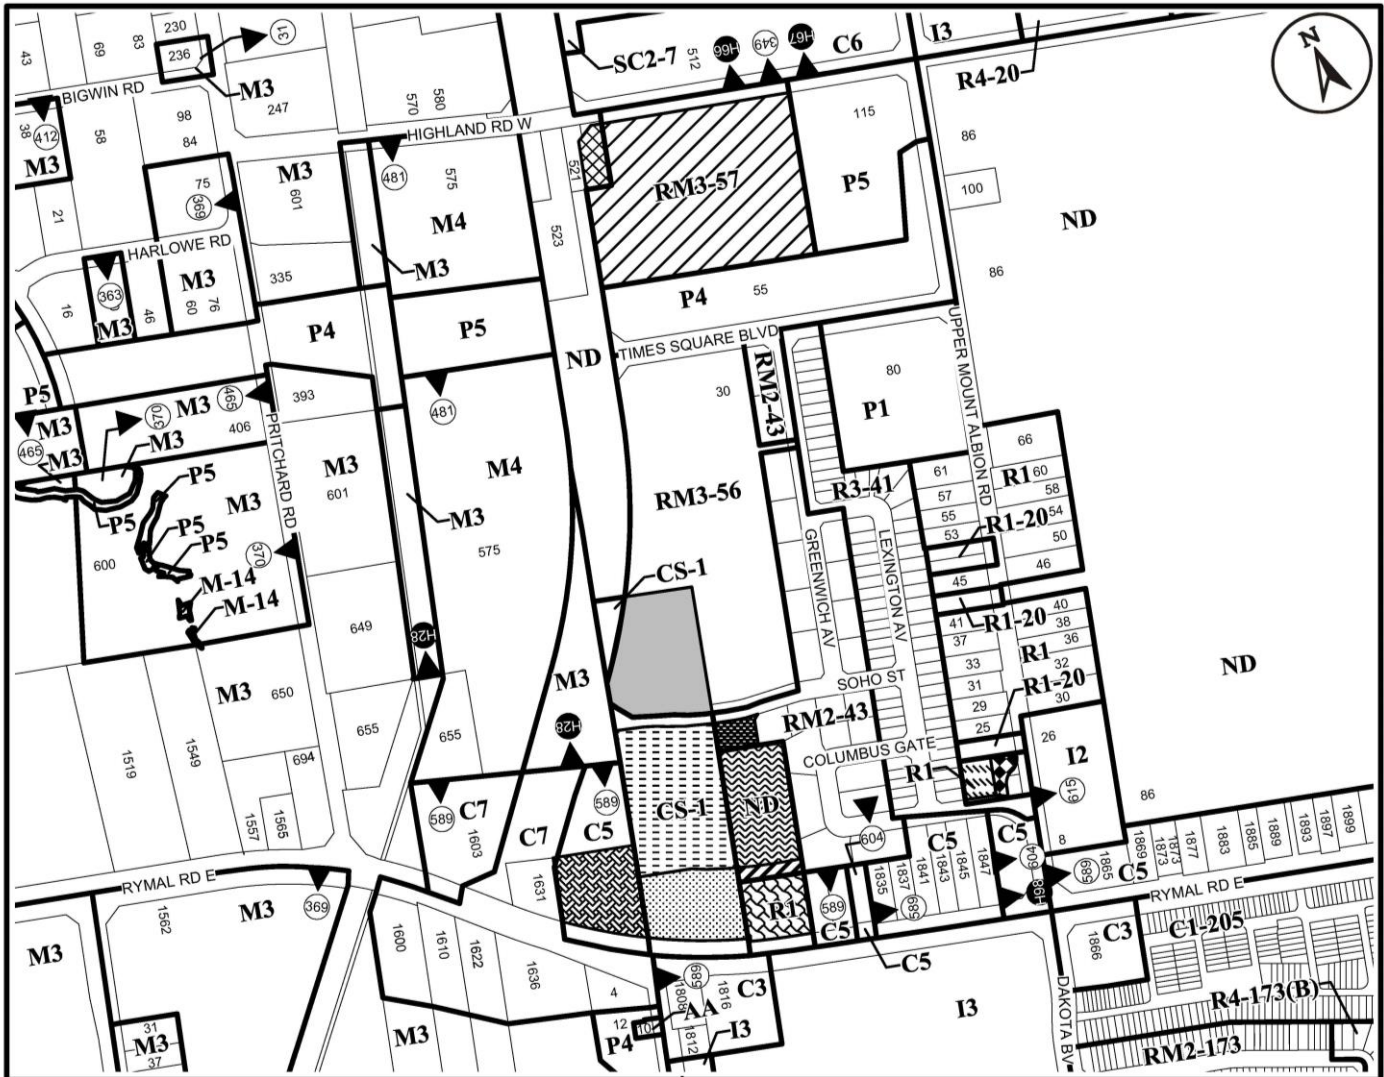 43
69
83
230
236
31
M3
247
BIGWIN RD
38
412
M3
58
98
84
570
580
SC2-7
512
H66
349
H67
C6
I3
R4-20
N
HIGHLAND RD W
115
86
100
ND
86
21
75
369
M3
601
481
575
M4
521
523
RM3-57
P5
HARLOWE RD
363
M3
16
46
M3
60
76
335
M3
P4
P5
P4
55
ND
TIMES SQUARE BLVD
UPPER MOUNT ALBION RD
P5
M3
465
M3
370
M3
M3
465
406
393
PRITCHARD RD
481
30
RM2-43
80
P1
R3-41
P5
P5
P5
P5
M3
600
370
M-14
M-14
M3
601
M4
M3
575
RM3-56
CS-1
GREENWICH AV
LEXINGTON AV
61
57
55
53
45
41
37
33
31
29
25
66
R1
60
58
54
50
46
R1-20
R1-20
40
38
36
R1
32
30
R1-20
ND
649
H28
M3
650
655
655
M3
H28
SOHO ST
RM2-43
COLUMBUS GATE
R1
26
I2
615
8
86
1519
1549
1557
1565
694
589
C7
1603
C7
589
C5
CS-1
ND
604
C5
C5
604
685
C5
1869
1873
1873
1877
1883
1885
1889
1893
1897
1899
1865
RYMAL RD E
RYMAL RD E
369
M3
1562
M3
1631
R1
589
C5
1835
1837
1841
1843
1845
1847
685
H89
C5
M3
31
37
1600
1610
1622
1636
4
M3
12
10
P4
AA
689
1808
1816
1812
C3
I3
I3
DAKOTA BV
1866
C3
C1-205
R4-173(B)
RM2-173